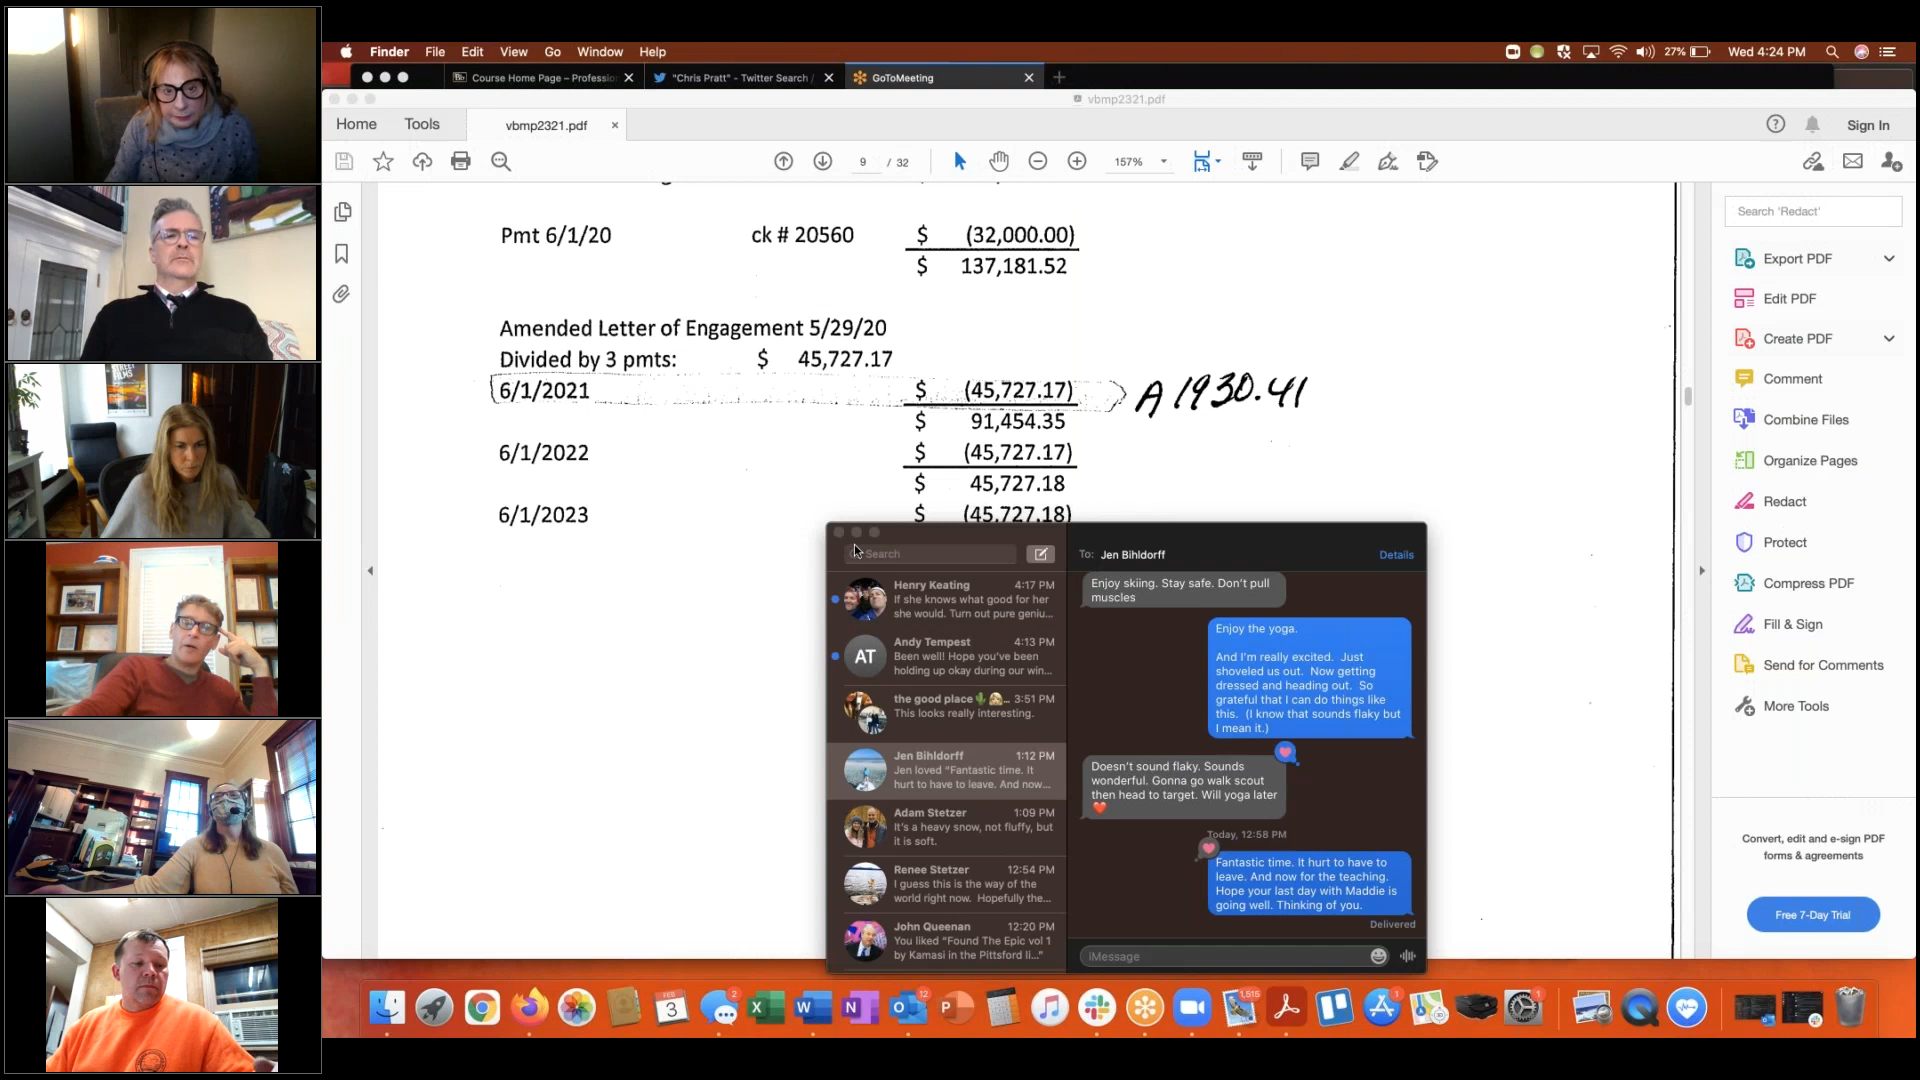 Finder File Edit View Go Window Help
27% Wed 4:24 PM
Course Home Page – Professio
"Chris Pratt" - Twitter Search /
GoToMeeting
vbmp2321.pdf
Home Tools vbmp2321.pdf
Sign In
9 / 32
157%
Pmt 6/1/20 ck # 20560 $ (32,000.00)
$ 137,181.52
Amended Letter of Engagement 5/29/20
Divided by 3 pmts: $ 45,727.17
6/1/2021 $ (45,727.17) A 1930.41
$ 91,454.35
6/1/2022 $ (45,727.17)
$ 45,727.18
6/1/2023 $ (45,727.18)
Search
Henry Keating 4:17 PM
If she knows what good for her
she would. Turn out pure geniu...
AT
Andy Tempest 4:13 PM
Been well! Hope you've been
holding up okay during our win...
the good place🌵 3:51 PM
This looks really interesting.
Jen Bihldorff 1:12 PM
Jen loved "Fantastic time. It
hurt to have to leave. And now...
Adam Stetzer 1:09 PM
It's a heavy snow, not fluffy, but
it is soft.
Renee Stetzer 12:54 PM
I guess this is the way of the
world right now. Hopefully the...
John Queenan 12:20 PM
You liked "Found The Epic vol 1
by Kamasi in the Pittsford li..."
To: Jen Bihldorff Details
Enjoy skiing. Stay safe. Don't pull
muscles
Enjoy the yoga.
And I'm really excited. Just
shoveled us out. Now getting
dressed and heading out. So
grateful that I can do things like
this. (I know that sounds flaky but
I mean it.)
Doesn't sound flaky. Sounds
wonderful. Gonna go walk scout
then head to target. Will yoga later
❤️
Today, 12:58 PM
Fantastic time. It hurt to have to
leave. And now for the teaching.
Hope your last day with Maddie is
going well. Thinking of you.
Delivered
iMessage
Search 'Redact'
Export PDF
Edit PDF
Create PDF
Comment
Combine Files
Organize Pages
Redact
Protect
Compress PDF
Fill & Sign
Send for Comments
More Tools
Convert, edit and e-sign PDF
forms & agreements
Free 7-Day Trial
FEB
3
2
12
1,515
1
1